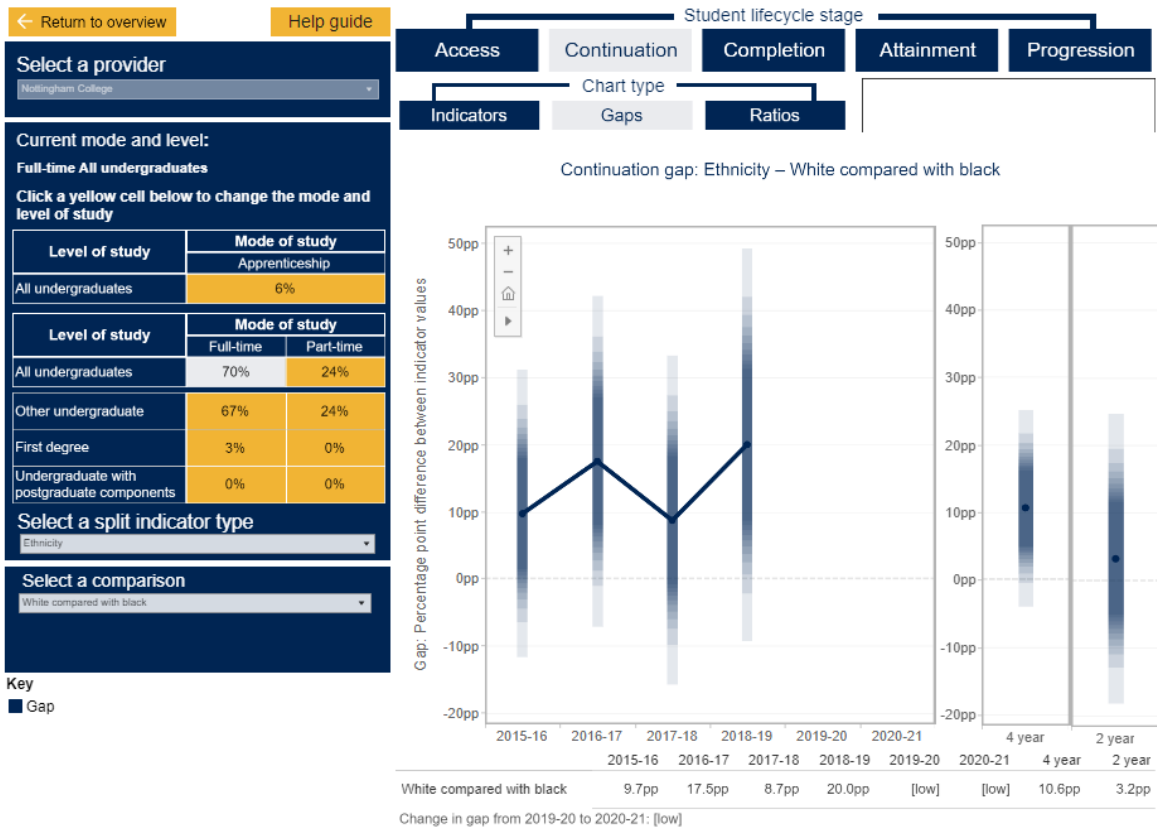 ← Return to overview
Help guide
Select a provider
Nottingham College
Current mode and level:
Full-time All undergraduates
Click a yellow cell below to change the mode and
level of study
Level of study
Mode of study
Apprenticeship
All undergraduates 6%
Level of study
Mode of study
Full-time Part-time
All undergraduates 70% 24%
Other undergraduate 67% 24%
First degree 3% 0%
Undergraduate with
postgraduate components 0% 0%
Select a split indicator type
Ethnicity
Select a comparison
White compared with black
Key
Gap
Student lifecycle stage
Access Continuation Completion Attainment Progression
Chart type
Indicators Gaps Ratios
Continuation gap: Ethnicity – White compared with black
Gap: Percentage point difference between indicator values
50pp
40pp
30pp
20pp
10pp
0pp
-10pp
-20pp
+
−
2015-16 2016-17 2017-18 2018-19 2019-20 2020-21
50pp
40pp
30pp
20pp
10pp
0pp
-10pp
-20pp
4 year 2 year
2015-16 2016-17 2017-18 2018-19 2019-20 2020-21 4 year 2 year
White compared with black 9.7pp 17.5pp 8.7pp 20.0pp [low] [low] 10.6pp 3.2pp
Change in gap from 2019-20 to 2020-21: [low]